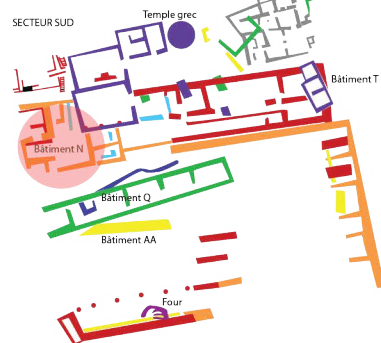 Temple grec
SECTEUR SUD
Bâtiment T
Bâtiment N
Bâtiment Q
Bâtiment AA
Four